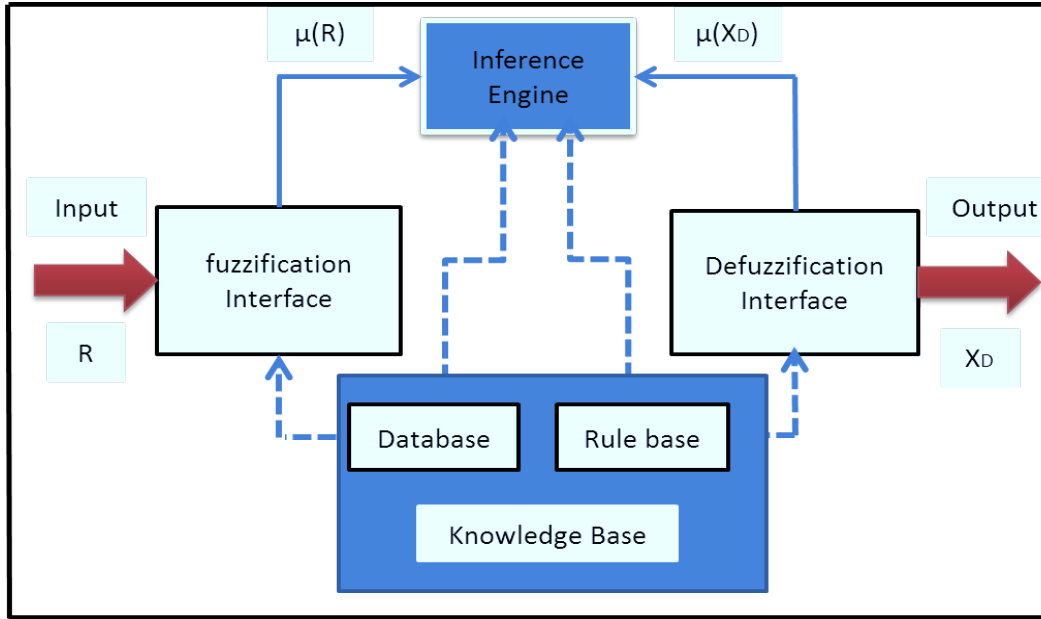 μ(R)
Inference
Engine
μ(XD)
Input
fuzzification
Interface
R
Defuzzification
Interface
Output
XD
Database
Rule base
Knowledge Base